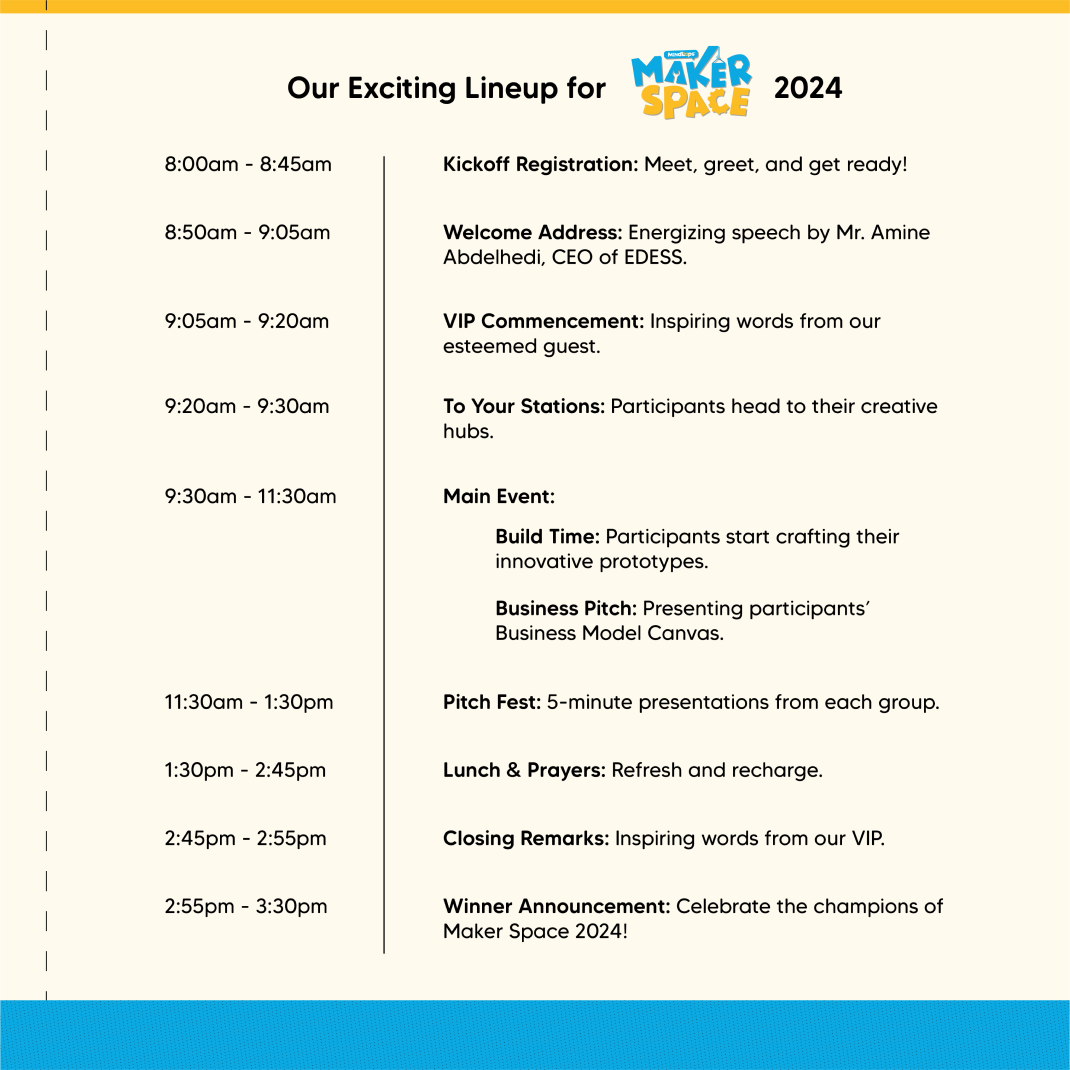 Our Exciting Lineup for MindLabs MAKER SPACE 2024
8:00am - 8:45am Kickoff Registration: Meet, greet, and get ready!
8:50am - 9:05am Welcome Address: Energizing speech by Mr. Amine
Abdelhedi, CEO of EDESS.
9:05am - 9:20am VIP Commencement: Inspiring words from our
esteemed guest.
9:20am - 9:30am To Your Stations: Participants head to their creative
hubs.
9:30am - 11:30am Main Event:
Build Time: Participants start crafting their
innovative prototypes.
Business Pitch: Presenting participants’
Business Model Canvas.
11:30am - 1:30pm Pitch Fest: 5-minute presentations from each group.
1:30pm - 2:45pm Lunch & Prayers: Refresh and recharge.
2:45pm - 2:55pm Closing Remarks: Inspiring words from our VIP.
2:55pm - 3:30pm Winner Announcement: Celebrate the champions of
Maker Space 2024!